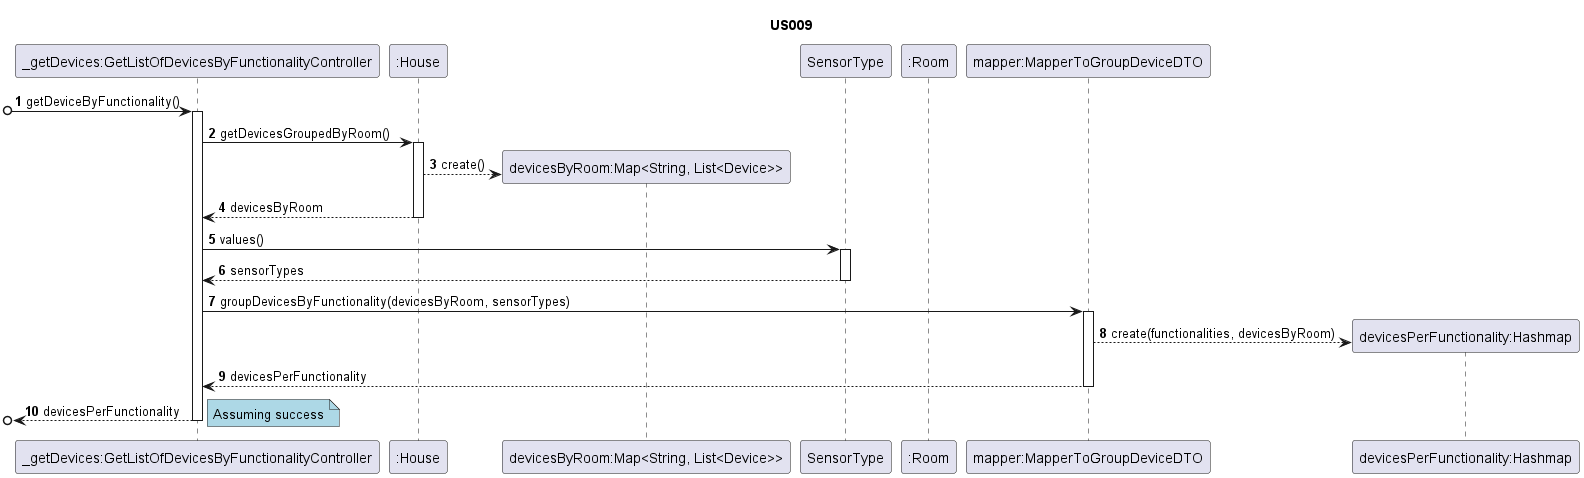 US009
_getDevices:GetListOfDevicesByFunctionalityController
:House
SensorType
:Room
mapper:MapperToGroupDeviceDTO
1 getDeviceByFunctionality()
2 getDevicesGroupedByRoom()
3 create()
devicesByRoom:Map<String, List<Device>>
4 devicesByRoom
5 values()
6 sensorTypes
7 groupDevicesByFunctionality(devicesByRoom, sensorTypes)
8 create(functionalities, devicesByRoom)
devicesPerFunctionality:Hashmap
9 devicesPerFunctionality
10 devicesPerFunctionality
Assuming success
_getDevices:GetListOfDevicesByFunctionalityController
:House
devicesByRoom:Map<String, List<Device>>
SensorType
:Room
mapper:MapperToGroupDeviceDTO
devicesPerFunctionality:Hashmap